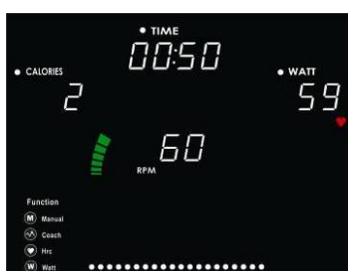 TIME
00:50
CALORIES
2
WATT
59
60
RPM
Function
M Manual
Coach
Hrc
W Watt